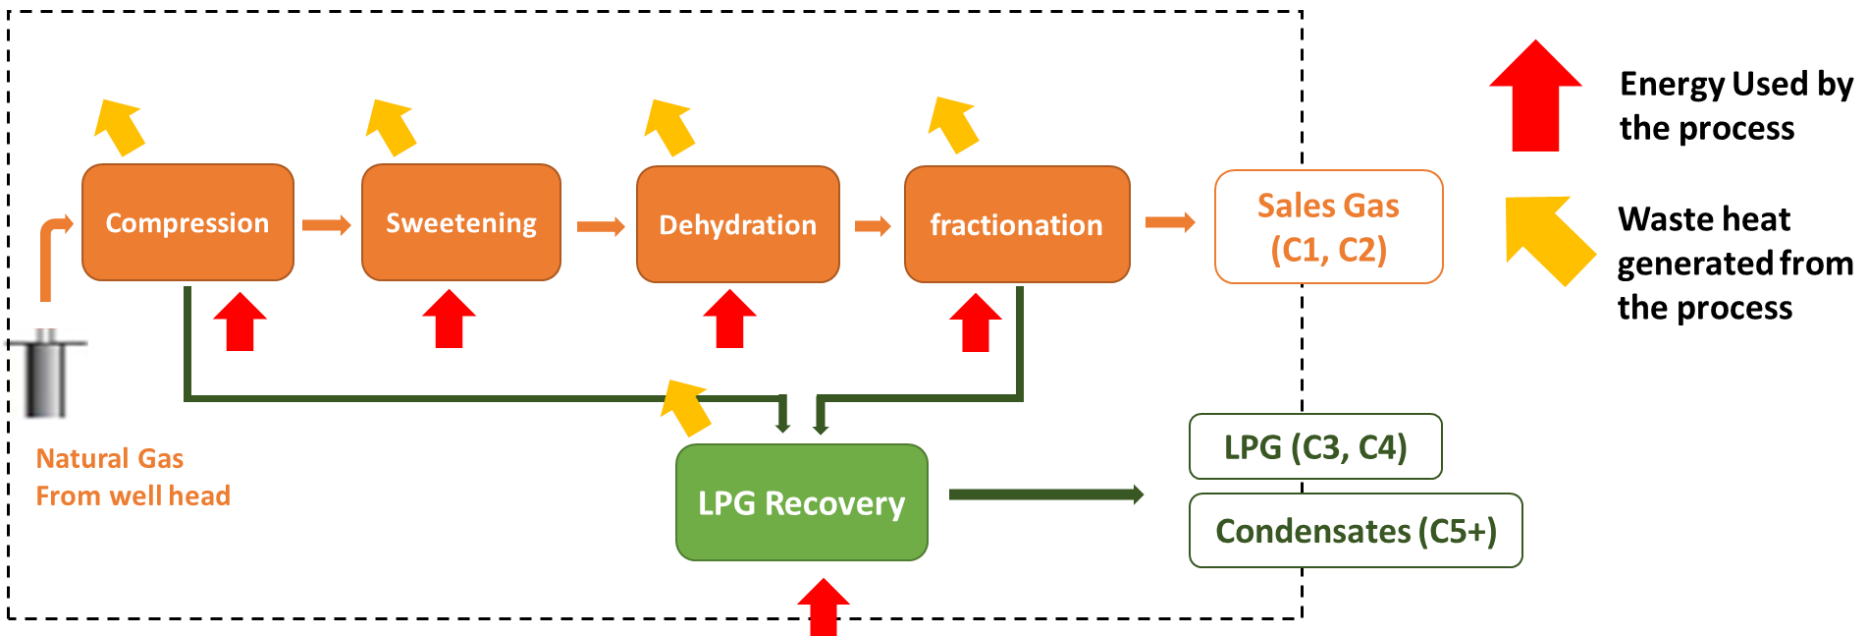 Compression
Sweetening
Dehydration
fractionation
Sales Gas
(C1, C2)
Energy Used by
the process
Waste heat
generated from
the process
Natural Gas
From well head
LPG Recovery
LPG (C3, C4)
Condensates (C5+)